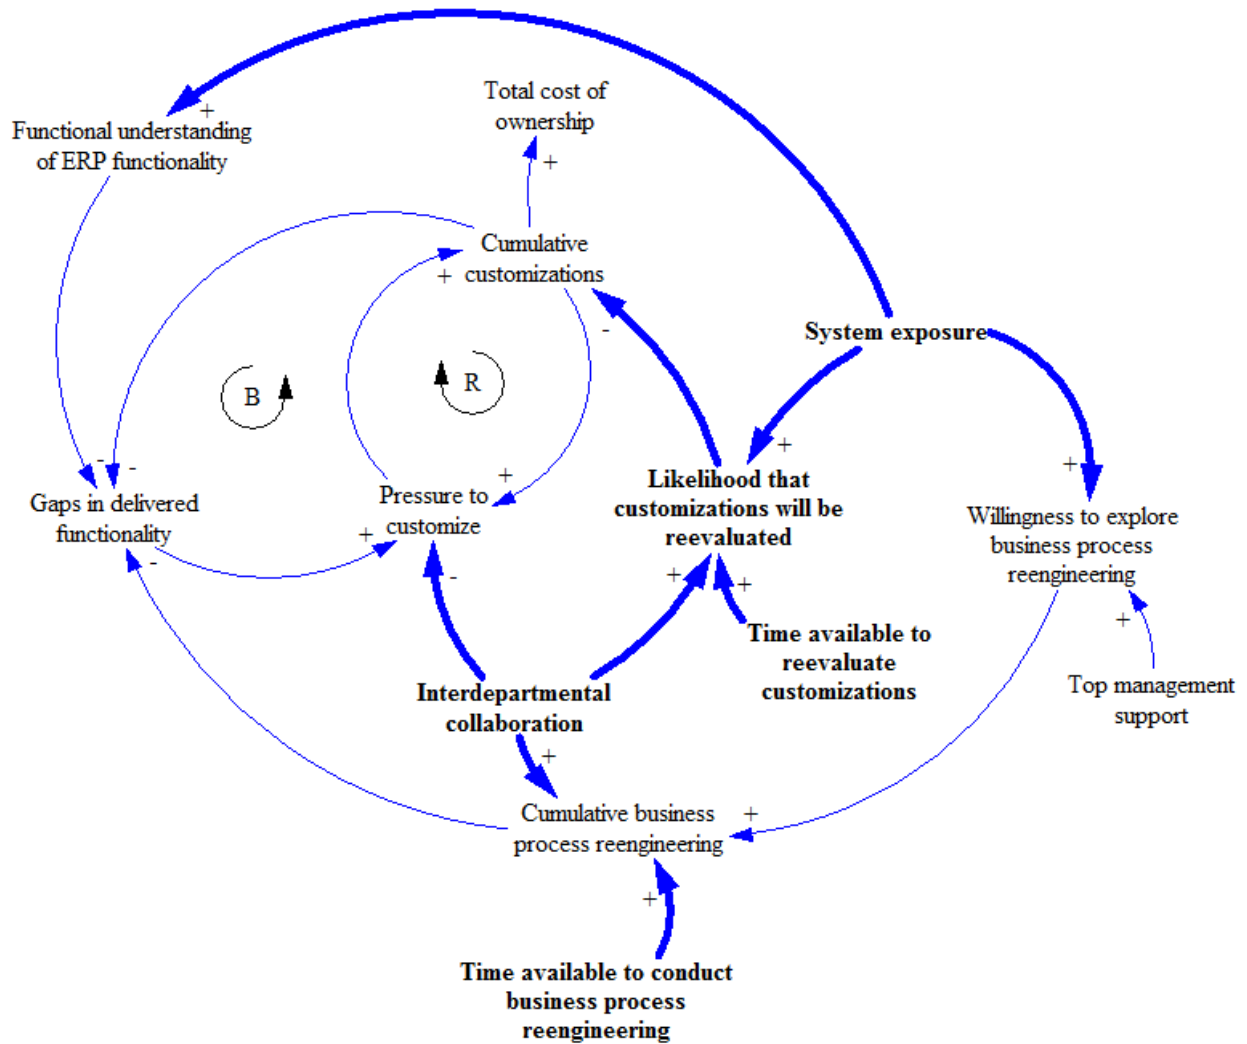 Total cost of
ownership
+
Functional understanding
of ERP functionality
+
Cumulative
customizations
+
-
System exposure
B
R
+
+
Likelihood that
customizations will be
reevaluated
-
-
Gaps in delivered
functionality
+
Pressure to
customize
+
Willingness to explore
business process
reengineering
-
-
+
+
+
Time available to
reevaluate
customizations
Top management
support
Interdepartmental
collaboration
+
Cumulative business
process reengineering
+
+
Time available to conduct
business process
reengineering